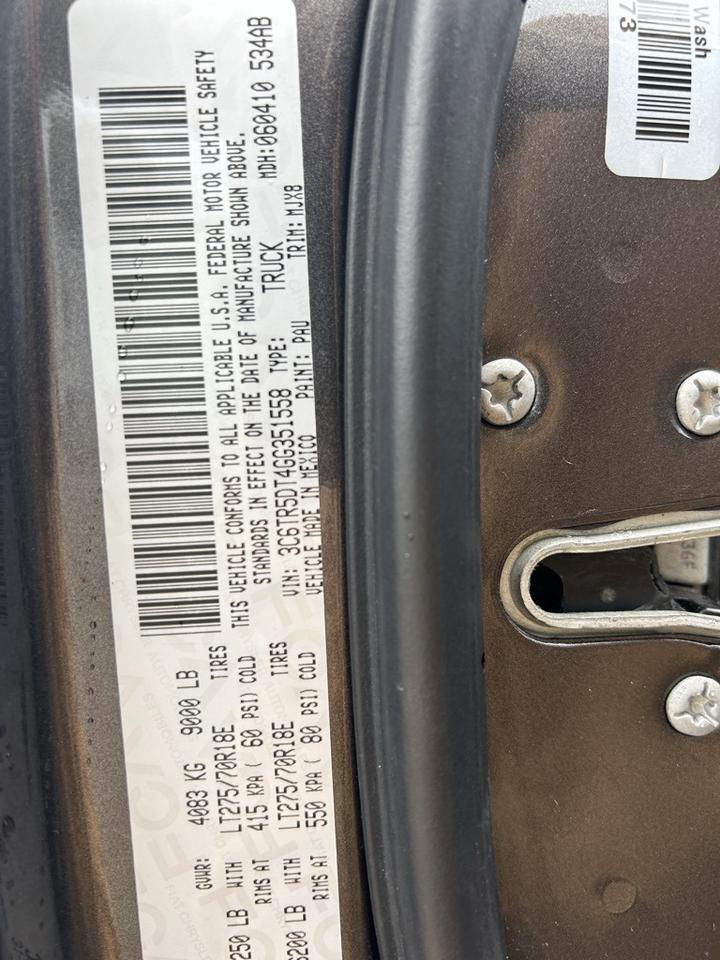 GVWR: 4083 KG 9000 LB
250 LB WITH LT275/70R18E TIRES
RIMS AT 415 KPA ( 60 PSI) COLD
6200 LB WITH LT275/70R18E TIRES
RIMS AT 550 KPA ( 80 PSI) COLD
THIS VEHICLE CONFORMS TO ALL APPLICABLE U.S.A. FEDERAL MOTOR VEHICLE SAFETY
STANDARDS IN EFFECT ON THE DATE OF MANUFACTURE SHOWN ABOVE.
VIN: 3C6TR5DT4GG351558 TYPE: TRUCK MDH:060410 534AB
VEHICLE MADE IN MEXICO PAINT: PAU TRIM: MJX8
Wash
73
36F